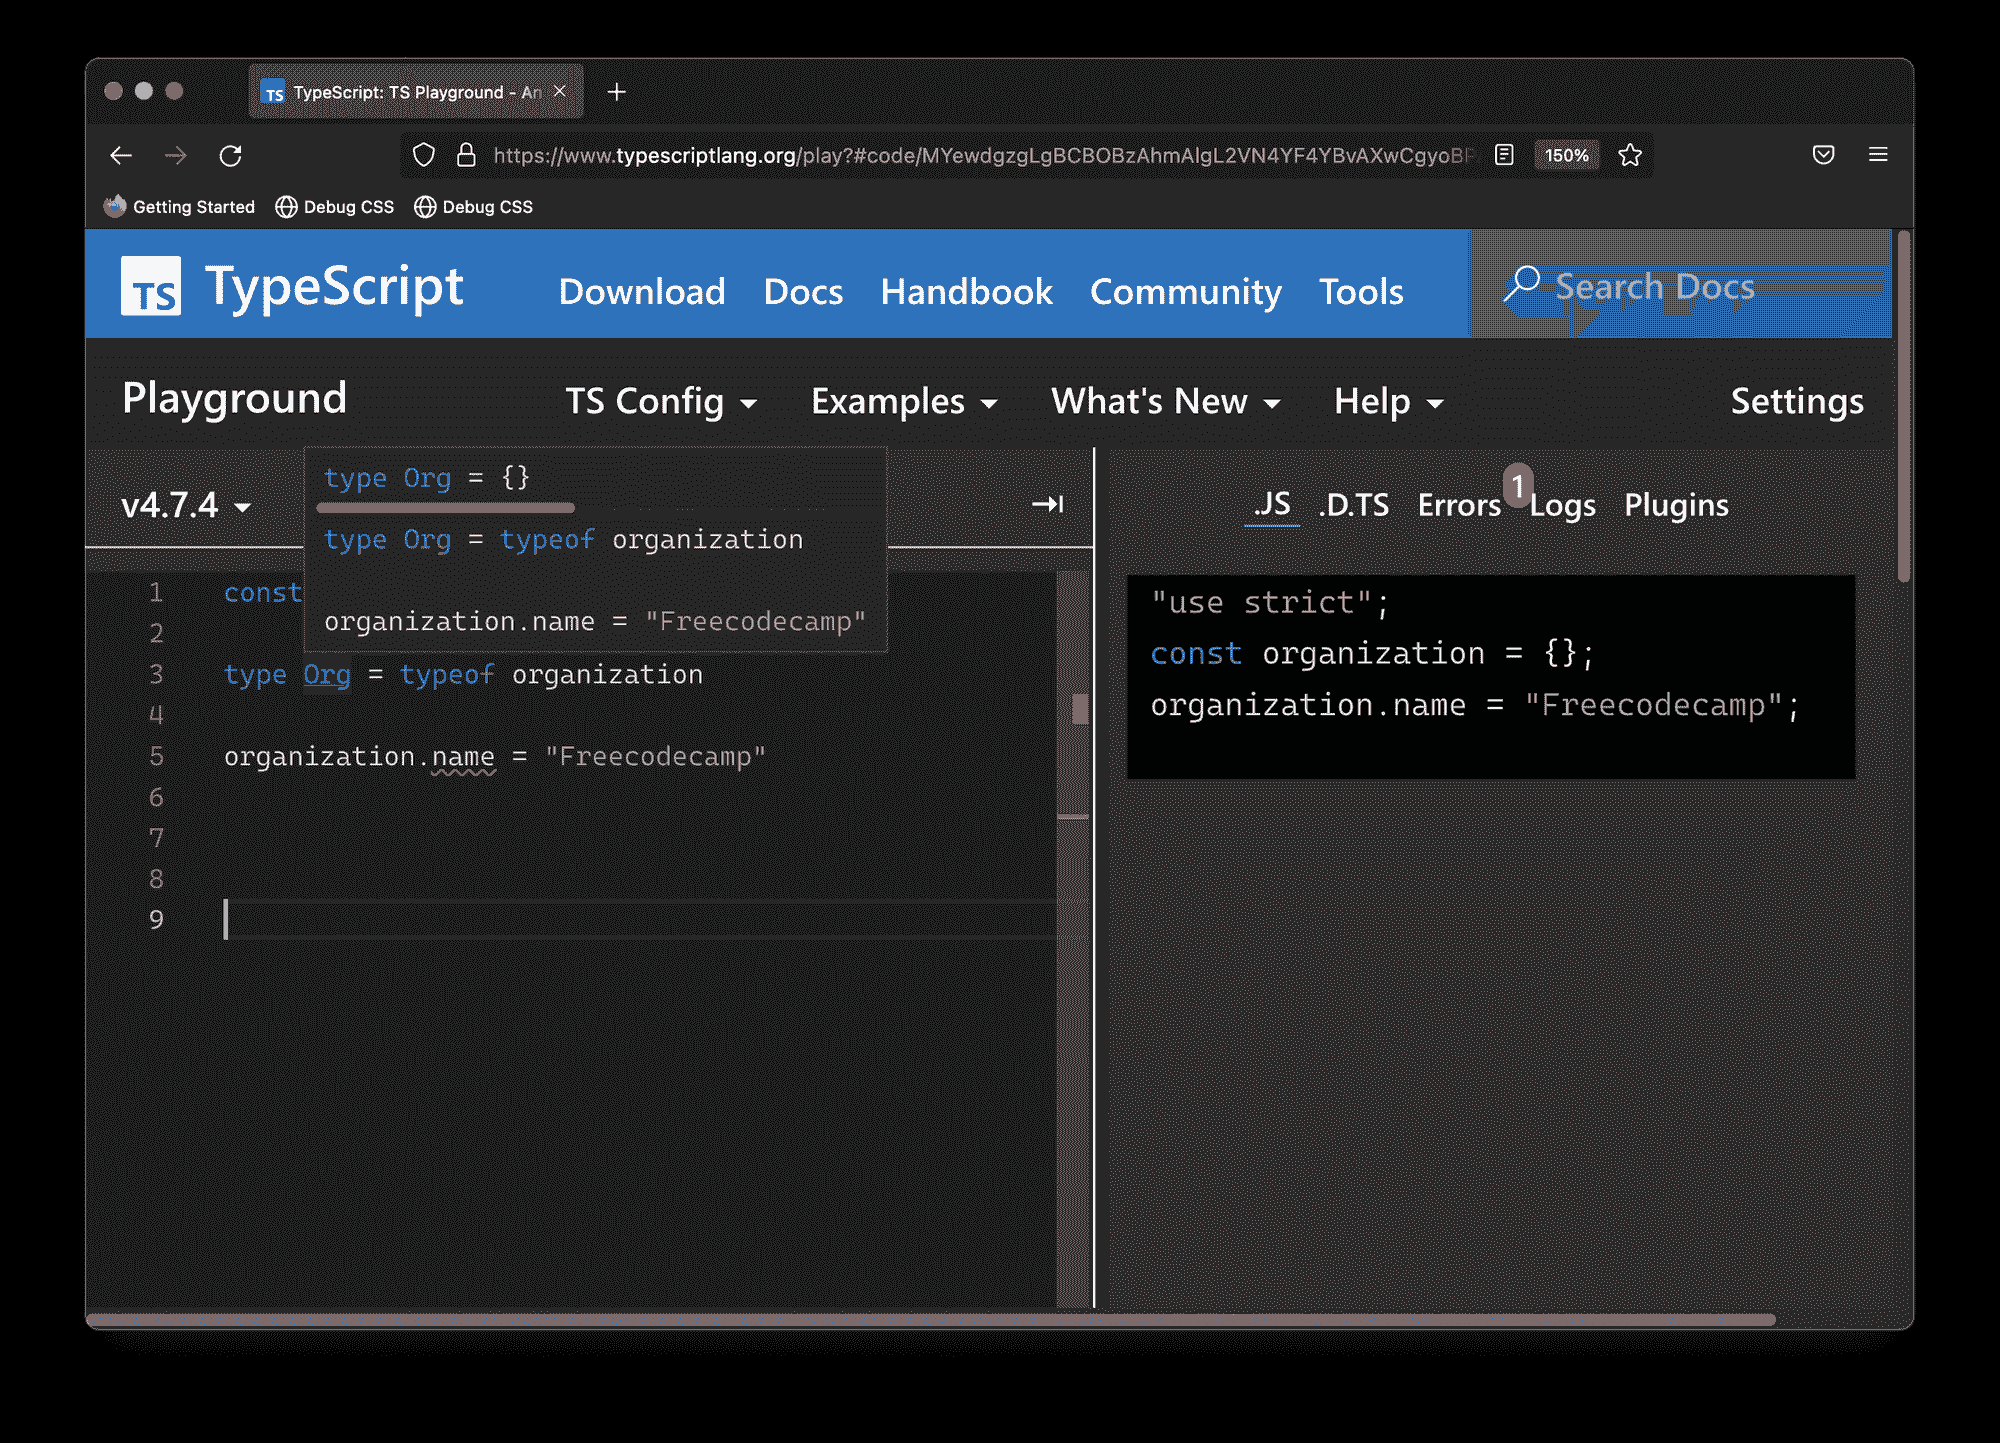 TS TypeScript: TS Playground - An
https://www.typescriptlang.org/play?#code/MYewdgzgLgBCBOBzAhmAlgL2VN4YF4YBvAXwCgyoBP 150%
Getting Started Debug CSS Debug CSS
TS TypeScript Download Docs Handbook Community Tools Search Docs
Playground TS Config Examples What's New Help Settings
v4.7.4
type Org = {}
type Org = typeof organization
organization.name = "Freecodecamp"
1 const
2
3 type Org = typeof organization
4
5 organization.name = "Freecodecamp"
6
7
8
9
.JS .D.TS Errors 1 Logs Plugins
"use strict";
const organization = {};
organization.name = "Freecodecamp";